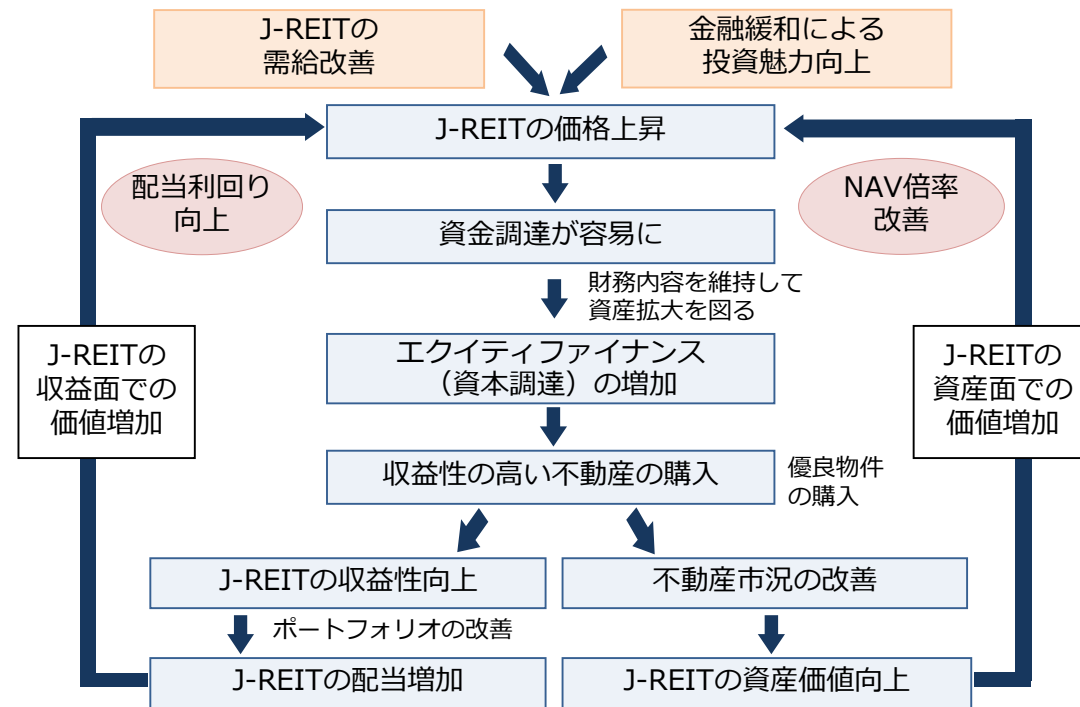 J-REITの
需給改善
金融緩和による
投資魅力向上
J-REITの価格上昇
配当利回り
向上
NAV倍率
改善
資金調達が容易に
財務内容を維持して
資産拡大を図る
J-REITの
収益面での
価値増加
エクイティファイナンス
（資本調達）の増加
J-REITの
資産面での
価値増加
収益性の高い不動産の購入
優良物件
の購入
J-REITの収益性向上
不動産市況の改善
ポートフォリオの改善
J-REITの配当増加
J-REITの資産価値向上